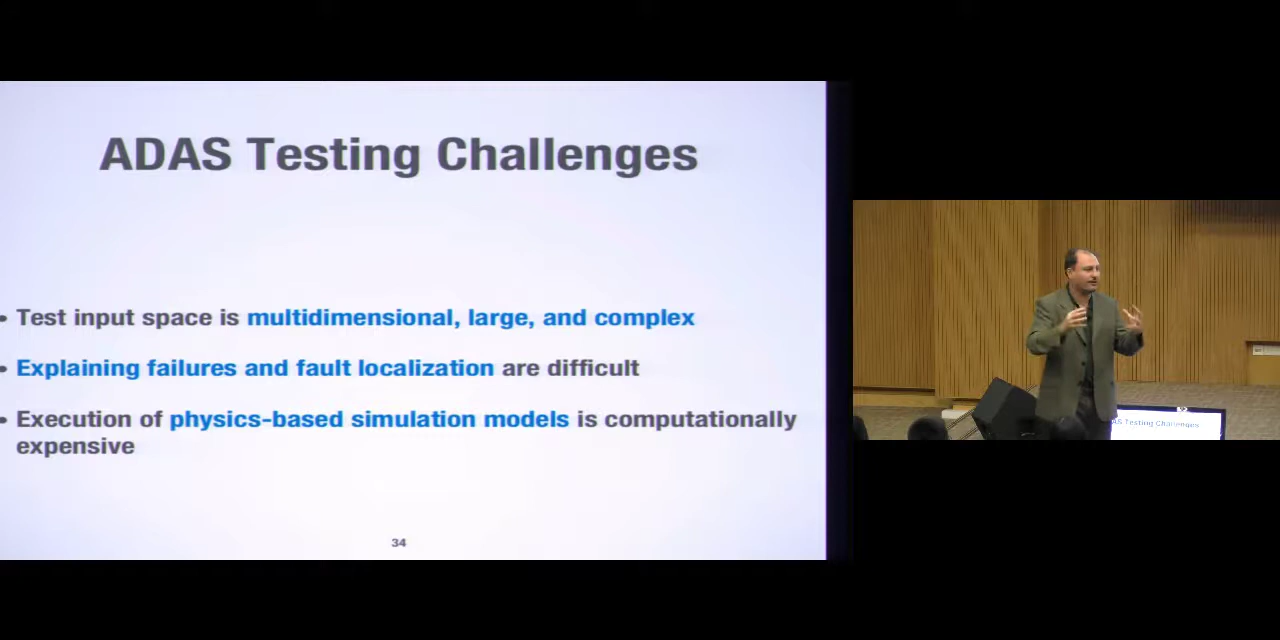 ADAS Testing Challenges
• Test input space is multidimensional, large, and complex
• Explaining failures and fault localization are difficult
• Execution of physics-based simulation models is computationally
expensive
34
AS Testing Challenges